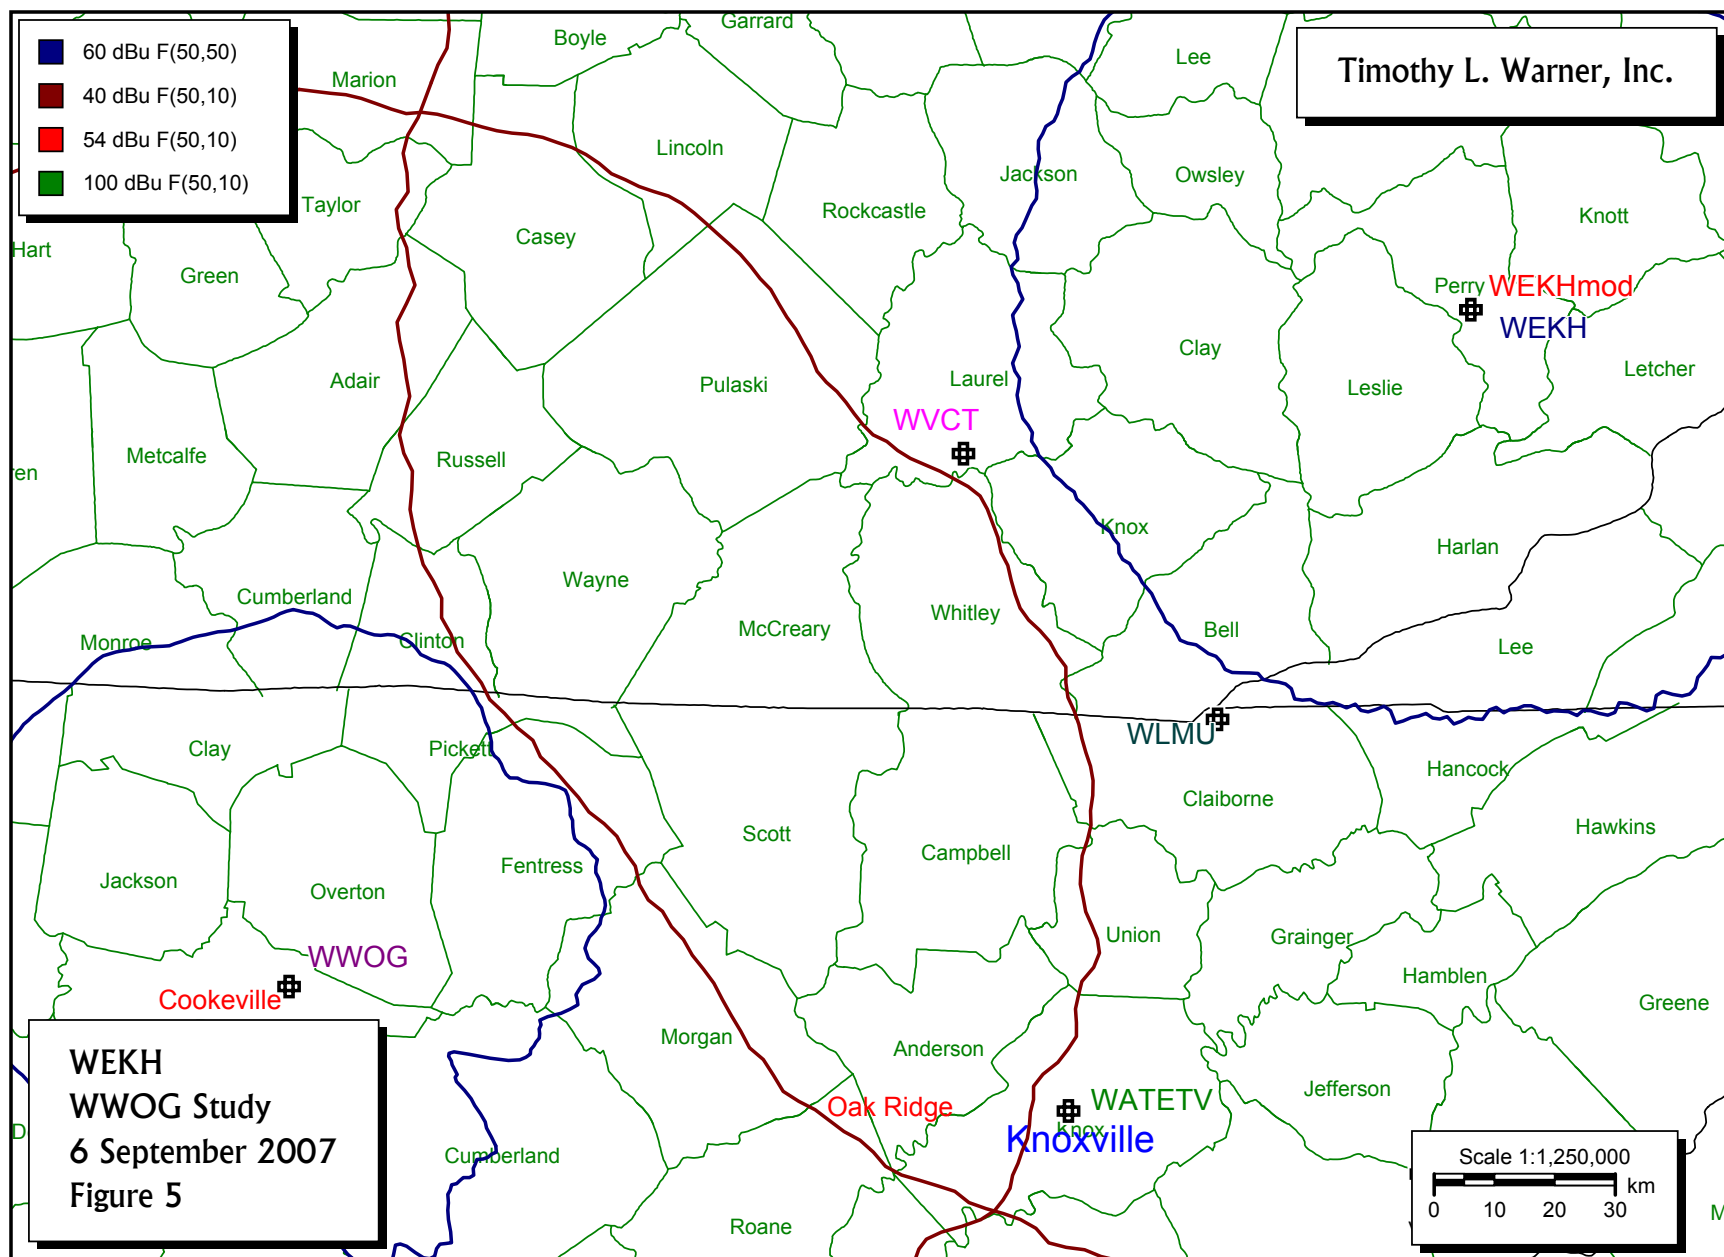 60 dBu F(50,50)
40 dBu F(50,10)
54 dBu F(50,10)
100 dBu F(50,10)
Timothy L. Warner, Inc.
Garrard
Boyle
Lee
Marion
Lincoln
Jackson
Owsley
Taylor
Rockcastle
Knott
Casey
Hart
Green
Perry
WEKHmod
WEKH
Clay
Letcher
Adair
Pulaski
Laurel
Leslie
WVCT
Metcalfe
Russell
ren
Knox
Harlan
Wayne
Cumberland
Whitley
McCreary
Bell
Monroe
Clinton
Lee
WLMU
Clay
Pickett
Hancock
Claiborne
Hawkins
Scott
Campbell
Fentress
Jackson
Overton
Union
Grainger
WWOG
Hamblen
Cookeville
Greene
Morgan
Anderson
Jefferson
WATETV
Oak Ridge
Knox
Knoxville
D
Cumberland
Roane
M
WEKH
WWOG Study
6 September 2007
Figure 5
Scale 1:1,250,000
km
0 10 20 30